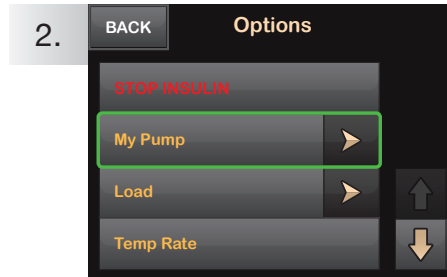 2.
BACK
Options
STOP INSULIN
My Pump
Load
Temp Rate